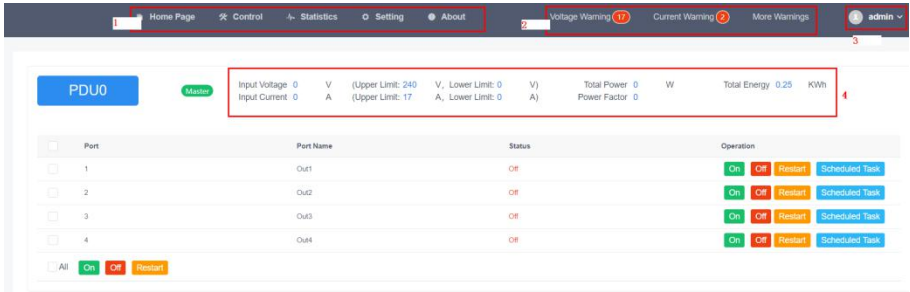 1 Home Page Control Statistics Setting About 2 Voltage Warning 17 Current Warning 2 More Warnings admin
3
PDU0 Master Input Voltage 0 V (Upper Limit: 240 V, Lower Limit: 0 V) Total Power 0 W Total Energy 0.25 KWh
Input Current 0 A (Upper Limit: 17 A, Lower Limit: 0 A) Power Factor 0 4
Port Port Name Status Operation
1 Out1 Off On Off Restart Scheduled Task
2 Out2 Off On Off Restart Scheduled Task
3 Out3 Off On Off Restart Scheduled Task
4 Out4 Off On Off Restart Scheduled Task
All On Off Restart